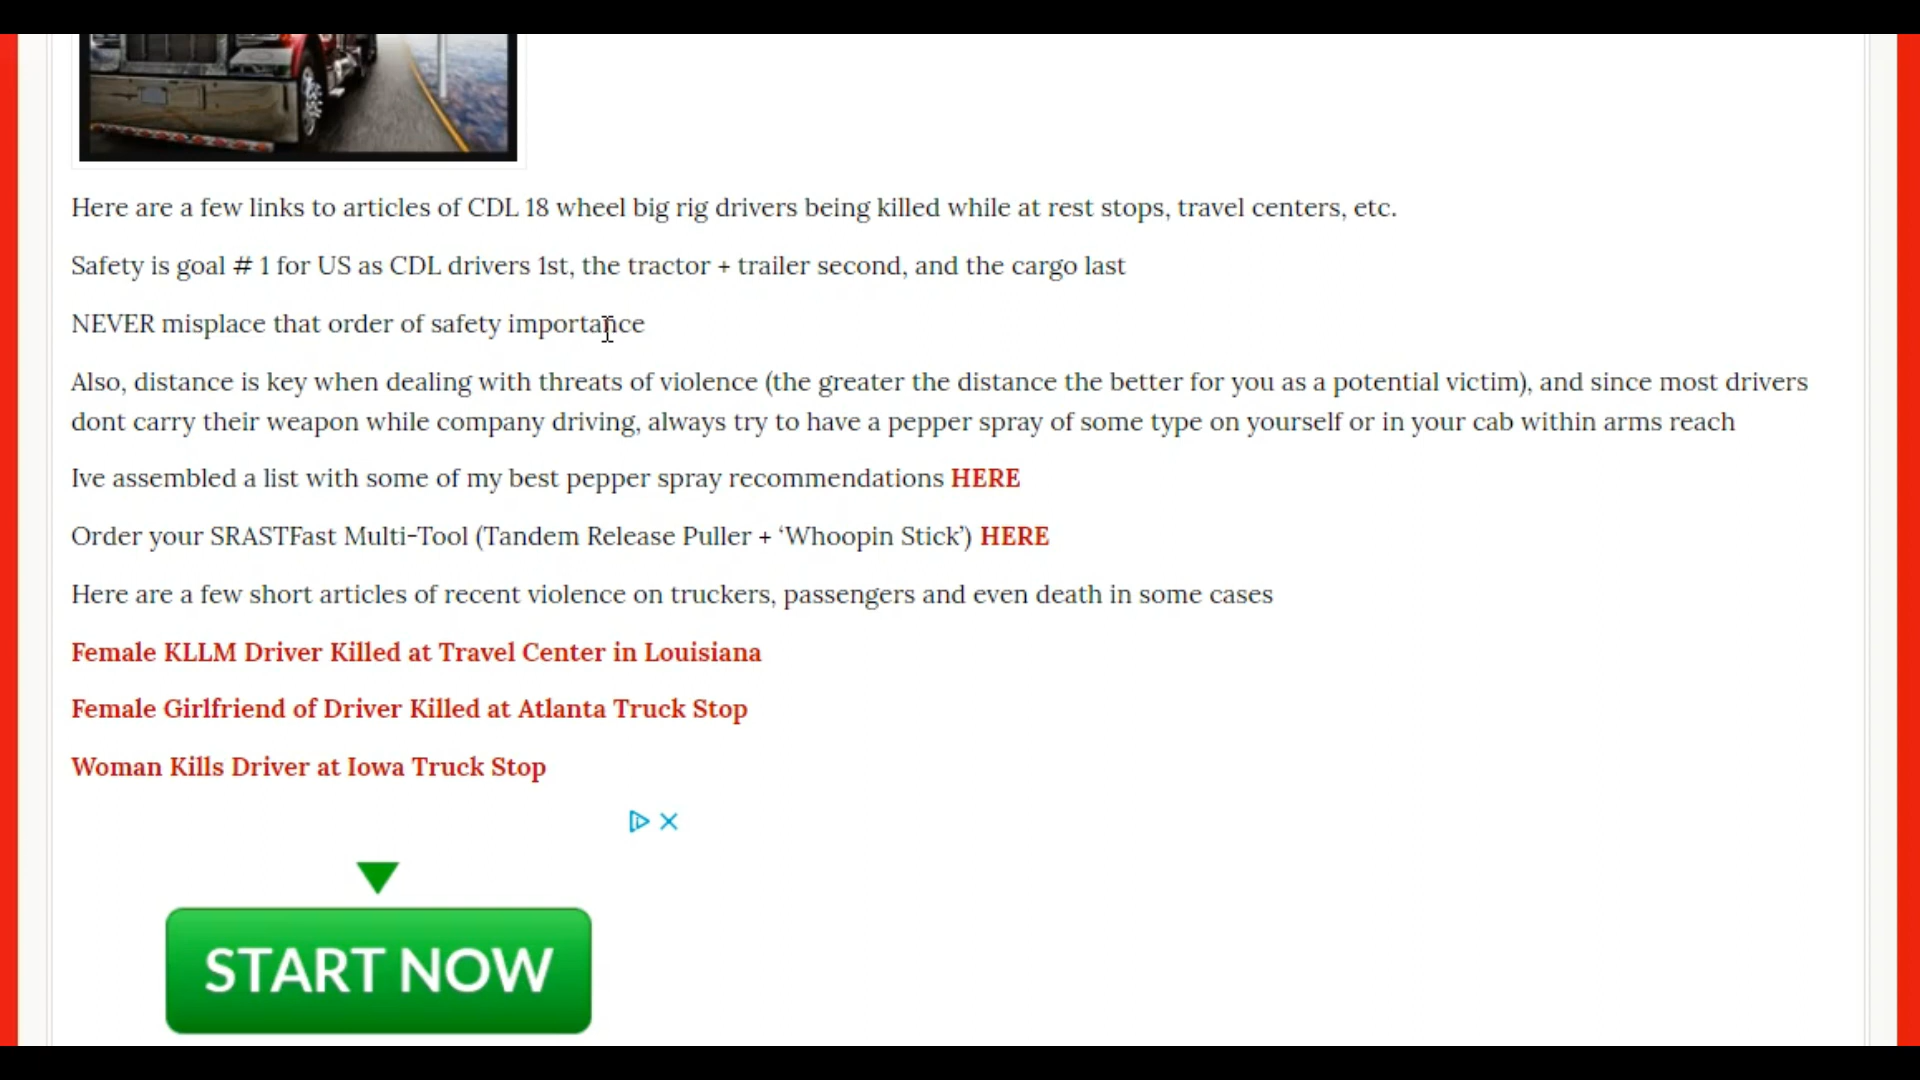 Here are a few links to articles of CDL 18 wheel big rig drivers being killed while at rest stops, travel centers, etc.
Safety is goal # 1 for US as CDL drivers 1st, the tractor + trailer second, and the cargo last
NEVER misplace that order of safety importance
Also, distance is key when dealing with threats of violence (the greater the distance the better for you as a potential victim), and since most drivers
dont carry their weapon while company driving, always try to have a pepper spray of some type on yourself or in your cab within arms reach
Ive assembled a list with some of my best pepper spray recommendations HERE
Order your SRASTFast Multi-Tool (Tandem Release Puller + ‘Whoopin Stick’) HERE
Here are a few short articles of recent violence on truckers, passengers and even death in some cases
Female KLLM Driver Killed at Travel Center in Louisiana
Female Girlfriend of Driver Killed at Atlanta Truck Stop
Woman Kills Driver at Iowa Truck Stop
START NOW